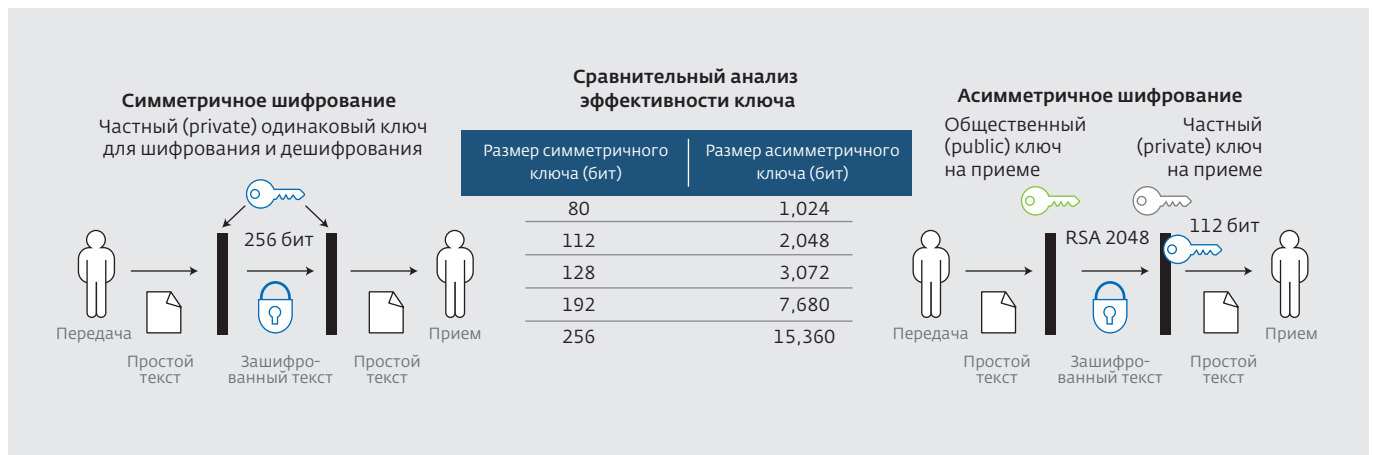 Симметричное шифрование
Частный (private) одинаковый ключ
для шифрования и дешифрования
256 бит
Передача
Простой
текст
Зашифро-
ванный текст
Простой
текст
Прием
Сравнительный анализ
эффективности ключа
Размер симметричного
ключа (бит)
Размер асимметричного
ключа (бит)
80 1,024
112 2,048
128 3,072
192 7,680
256 15,360
Асимметричное шифрование
Общественный
(public) ключ
на приеме
Частный
(private) ключ
на приеме
RSA 2048
112 бит
Передача
Простой
текст
Зашифро-
ванный текст
Простой
текст
Прием